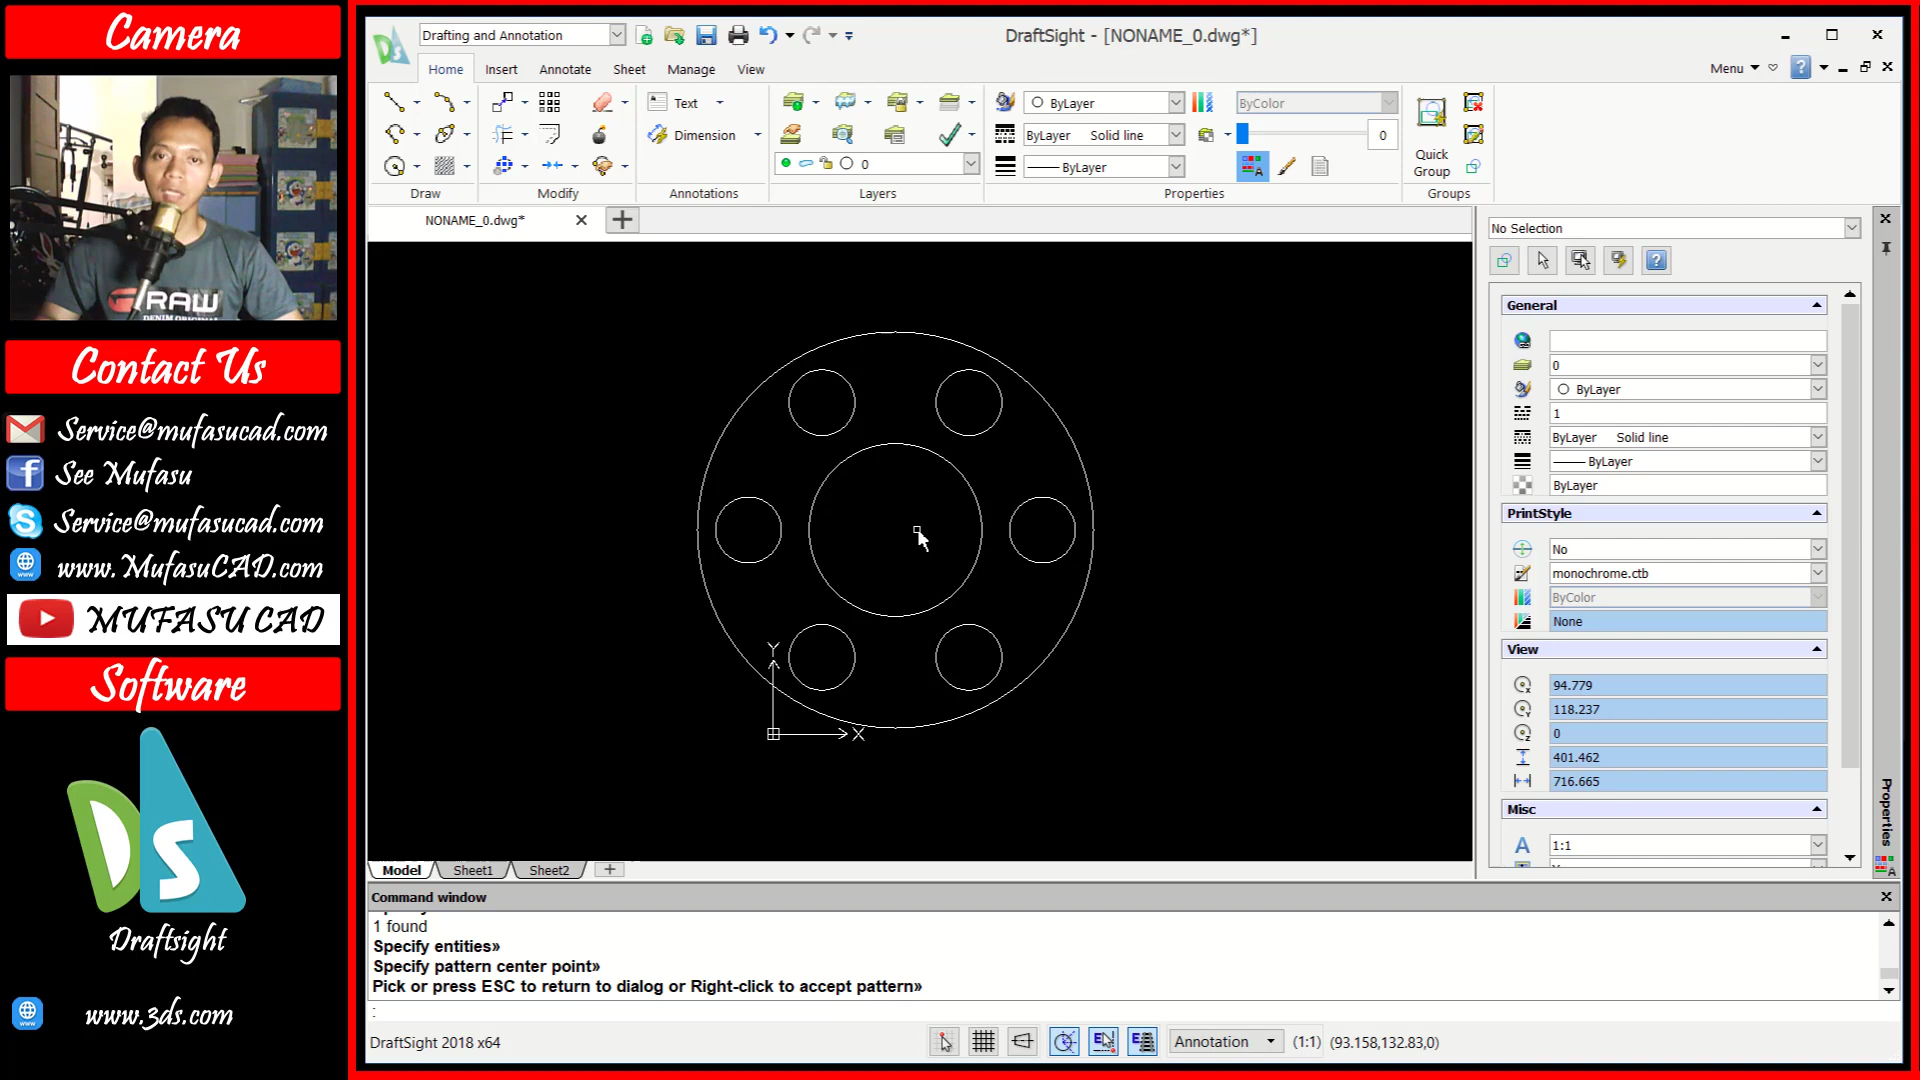 Camera
GRAW
DENIM ORIGINAL
Contact Us
Service@mufasucad.com
See Mufasu
Service@mufasucad.com
www.MufasuCAD.com
MUFASU CAD
Software
DS
Draftsight
www.3ds.com
DS
Drafting and Annotation
DraftSight - [NONAME_0.dwg*]
Home
Insert
Annotate
Sheet
Manage
View
Menu
?
Text
Dimension
0
ByLayer
ByLayer Solid line
ByLayer
ByColor
0
Quick
Group
Draw
Modify
Annotations
Layers
Properties
Groups
NONAME_0.dwg*
No Selection
?
General
0
ByLayer
1
ByLayer Solid line
ByLayer
ByLayer
PrintStyle
No
monochrome.ctb
ByColor
None
View
94.779
118.237
0
401.462
716.665
Misc
1:1
Properties
Y
X
Model
Sheet1
Sheet2
Command window
1 found
Specify entities»
Specify pattern center point»
Pick or press ESC to return to dialog or Right-click to accept pattern»
:
DraftSight 2018 x64
Annotation
(1:1)
(93.158,132.83,0)